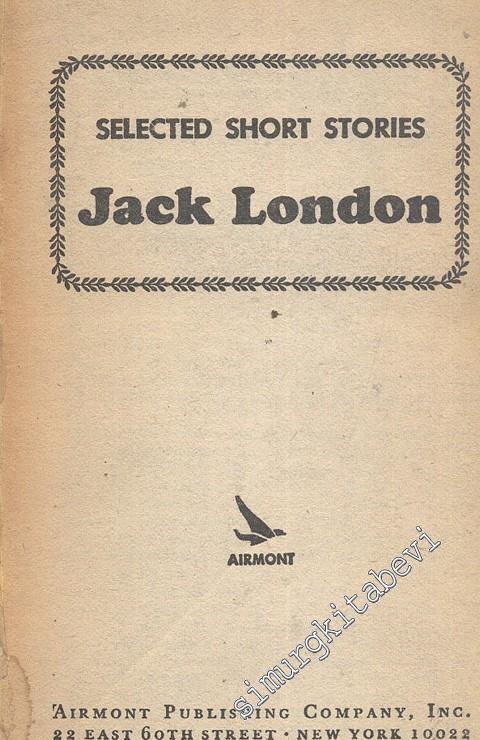 SELECTED SHORT STORIES
Jack London
AIRMONT
simurgkitabevi
AIRMONT PUBLISHING COMPANY, INC.
22 EAST 60TH STREET · NEW YORK 10022